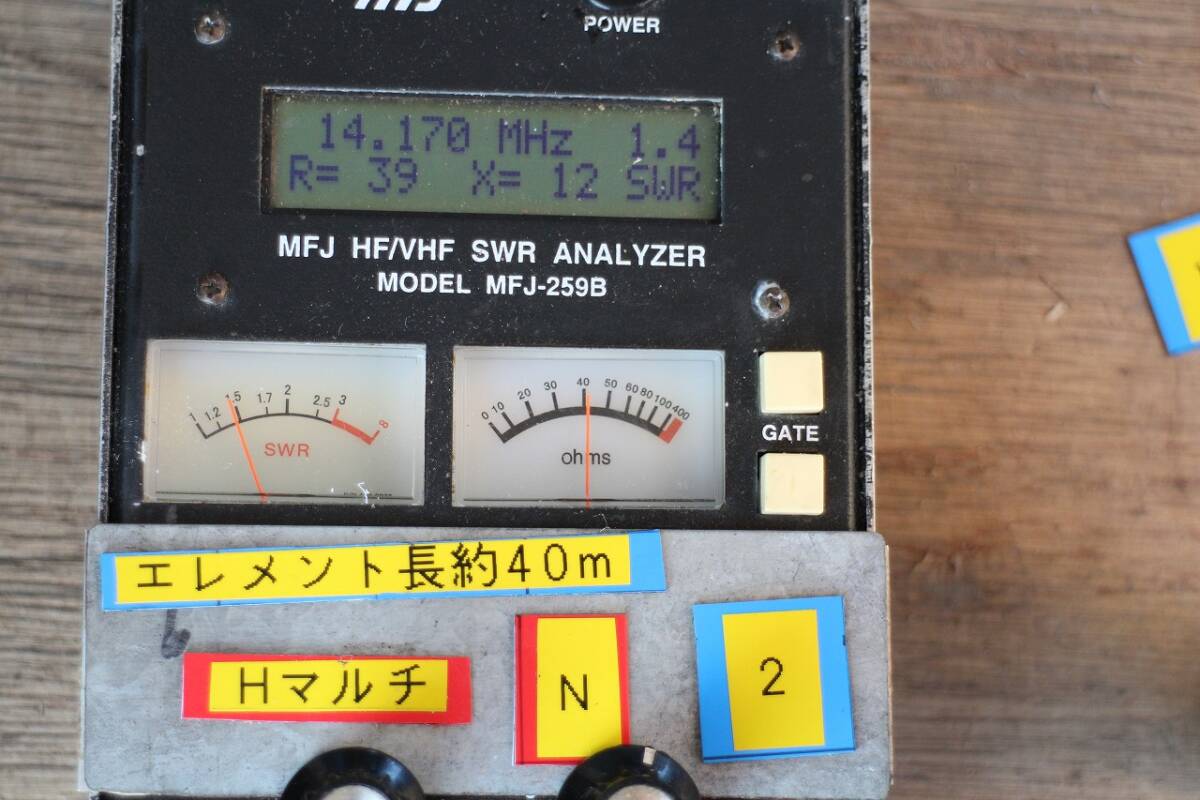 MFJ
POWER
14.170 MHz 1.4
R= 39 X= 12 SWR
MFJ HF/VHF SWR ANALYZER
MODEL MFJ-259B
1 1.2 1.5 1.7 2 2.5 3 8
SWR
0 10 20 30 40 50 60 80 100 400
ohms
GATE
エレメント長約40m
Hマルチ
N
2